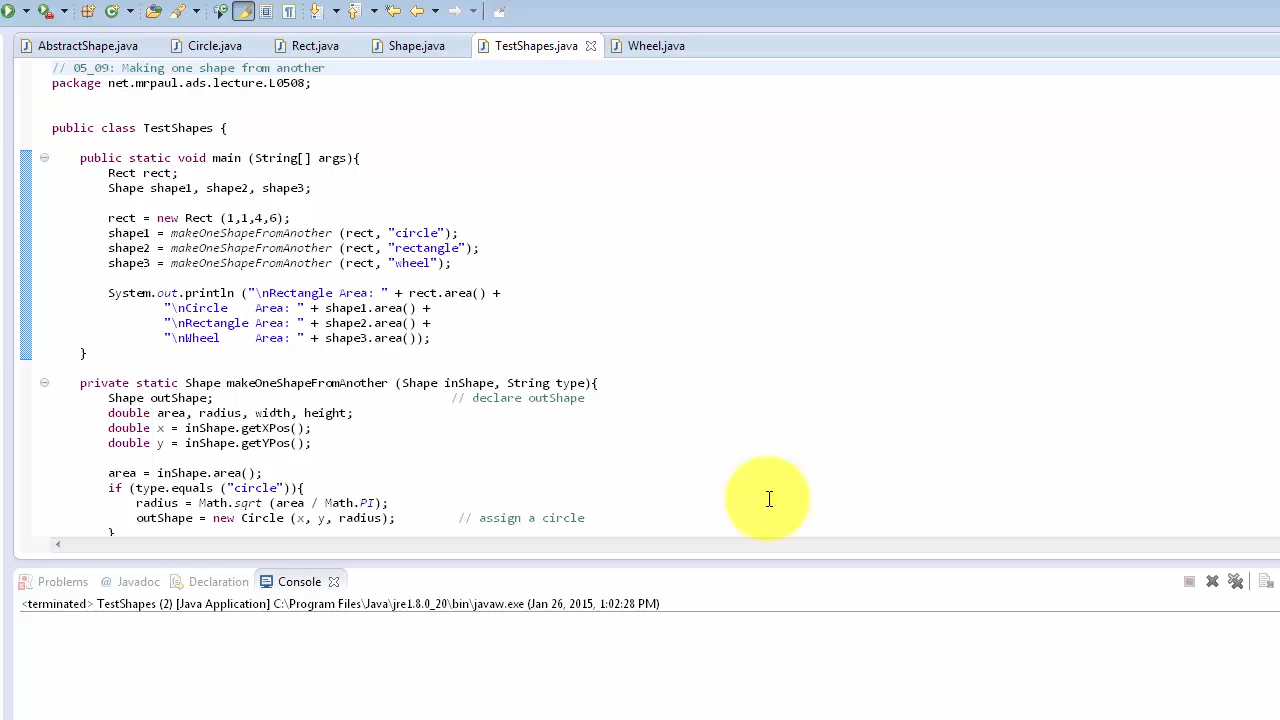 AbstractShape.java Circle.java Rect.java Shape.java TestShapes.java Wheel.java
// 05_09: Making one shape from another
package net.mrpaul.ads.lecture.L0508;
public class TestShapes {
public static void main (String[] args){
Rect rect;
Shape shape1, shape2, shape3;
rect = new Rect (1,1,4,6);
shape1 = makeOneShapeFromAnother (rect, "circle");
shape2 = makeOneShapeFromAnother (rect, "rectangle");
shape3 = makeOneShapeFromAnother (rect, "wheel");
System.out.println ("\nRectangle Area: " + rect.area() +
"\nCircle    Area: " + shape1.area() +
"\nRectangle Area: " + shape2.area() +
"\nWheel     Area: " + shape3.area());
}
private static Shape makeOneShapeFromAnother (Shape inShape, String type){
Shape outShape; // declare outShape
double area, radius, width, height;
double x = inShape.getXPos();
double y = inShape.getYPos();
area = inShape.area();
if (type.equals ("circle")){
radius = Math.sqrt (area / Math.PI);
outShape = new Circle (x, y, radius); // assign a circle
}
Problems @ Javadoc Declaration Console
<terminated> TestShapes (2) [Java Application] C:\Program Files\Java\jre1.8.0_20\bin\javaw.exe (Jan 26, 2015, 1:02:28 PM)